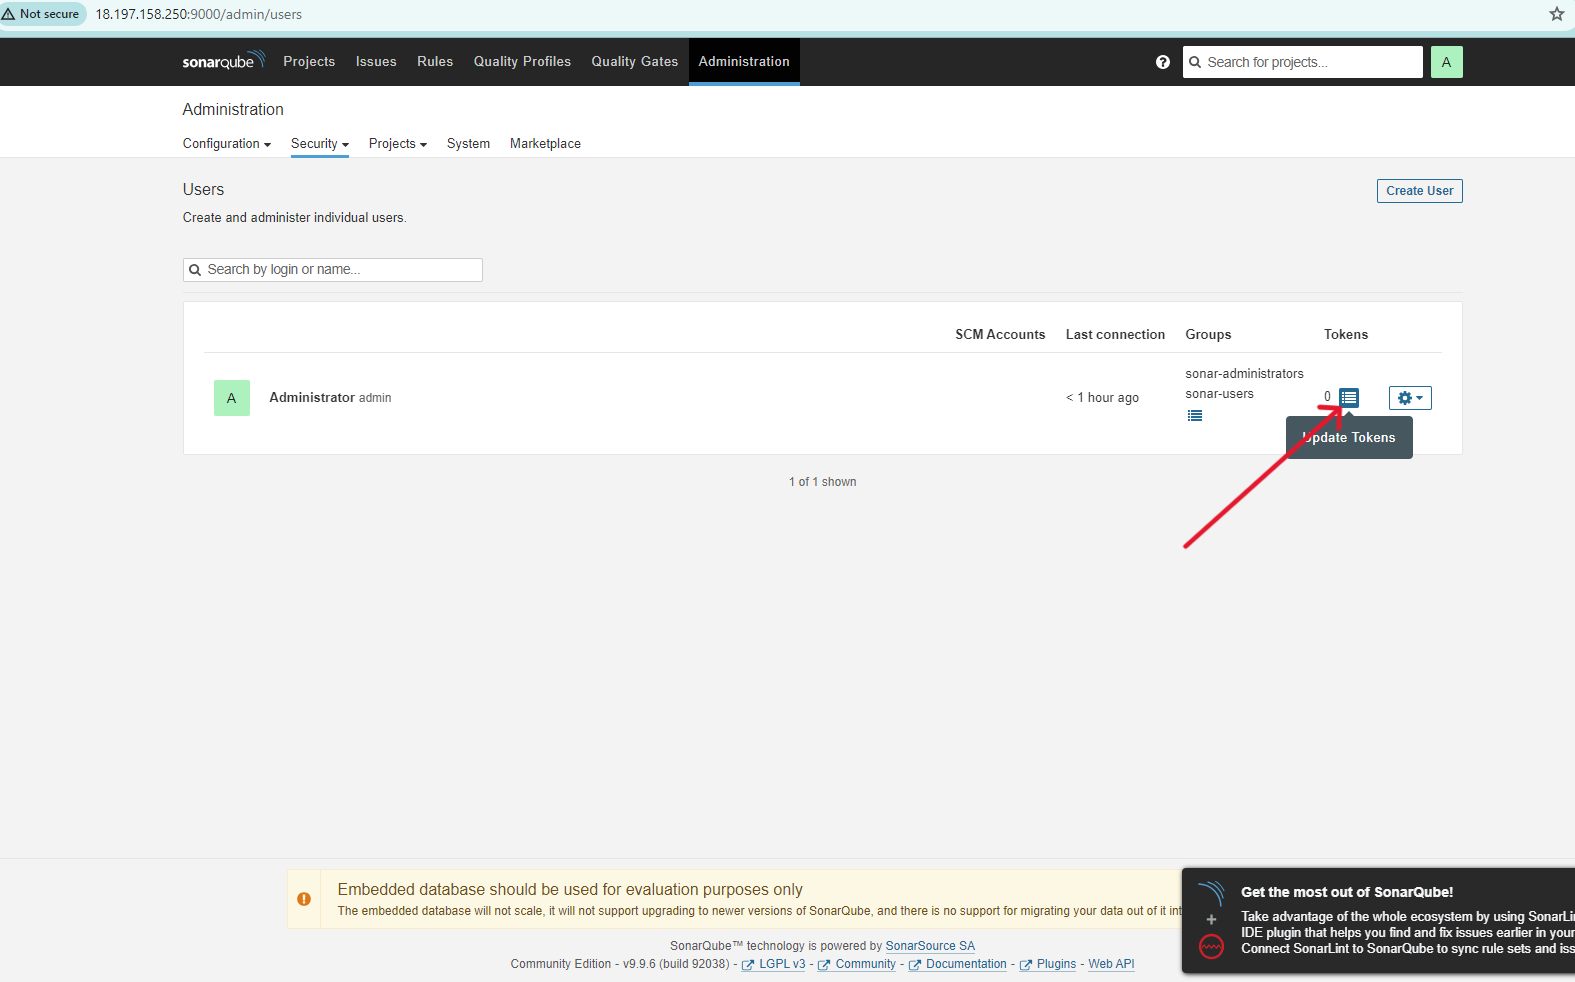 Not secure 18.197.158.250:9000/admin/users
sonarqube Projects Issues Rules Quality Profiles Quality Gates Administration ? Search for projects... A
Administration
Configuration Security Projects System Marketplace
Users
Create User
Create and administer individual users.
Search by login or name...
SCM Accounts Last connection Groups Tokens
A Administrator admin < 1 hour ago sonar-administrators 0
sonar-users
Update Tokens
1 of 1 shown
Embedded database should be used for evaluation purposes only
The embedded database will not scale, it will not support upgrading to newer versions of SonarQube, and there is no support for migrating your data out of it int
Get the most out of SonarQube!
Take advantage of the whole ecosystem by using SonarLi
IDE plugin that helps you find and fix issues earlier in your
Connect SonarLint to SonarQube to sync rule sets and iss
SonarQube™ technology is powered by SonarSource SA
Community Edition - v9.9.6 (build 92038) - LGPL v3 - Community - Documentation - Plugins - Web API